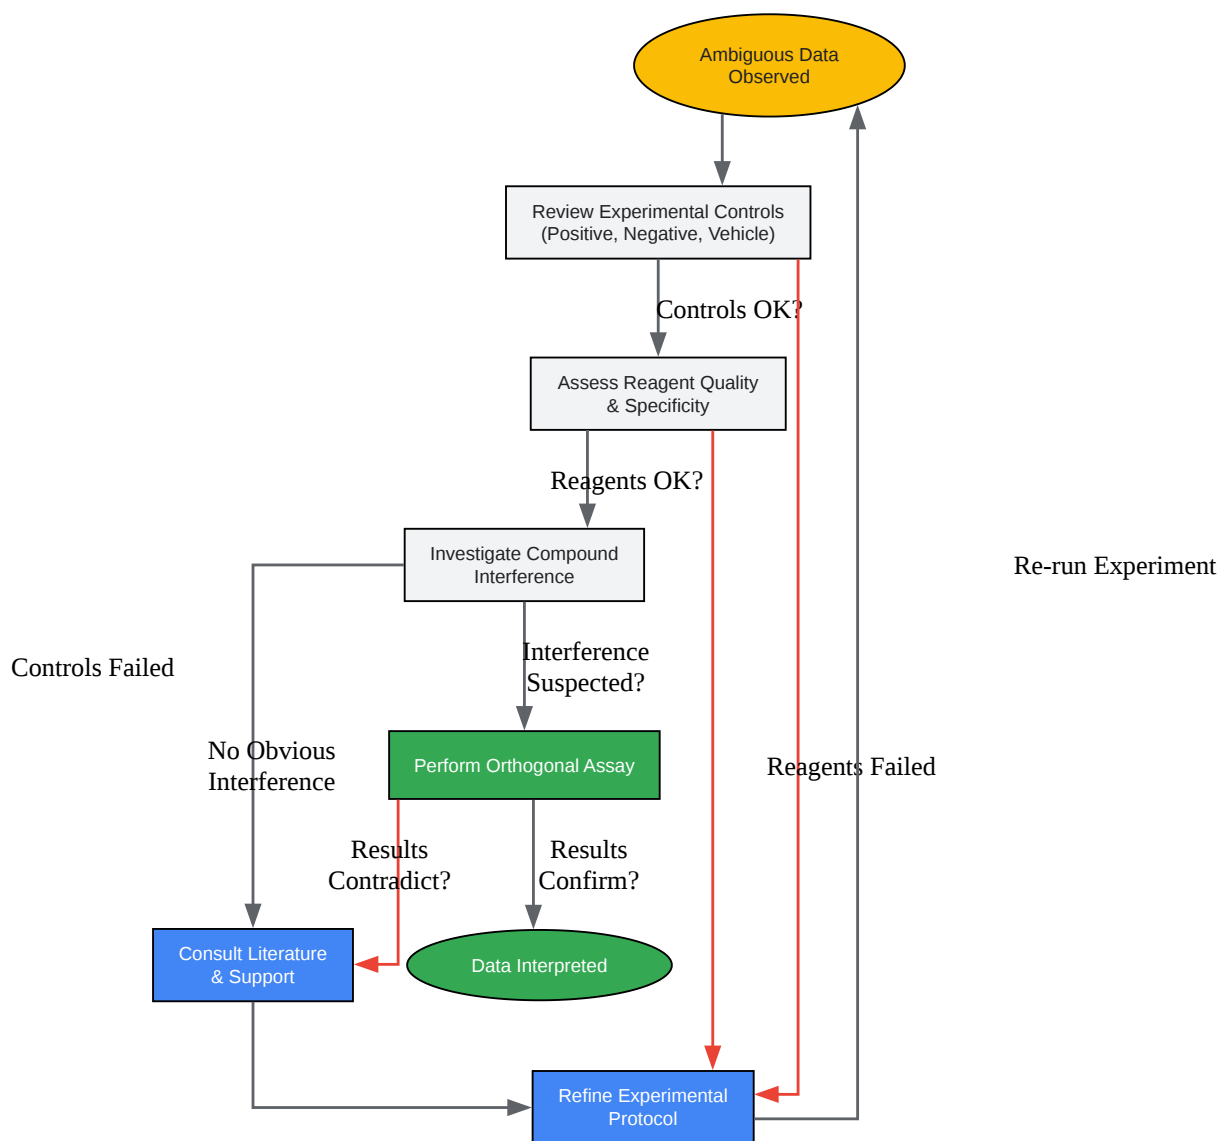 Ambiguous Data
Observed
Review Experimental Controls
(Positive, Negative, Vehicle)
Controls OK?
Assess Reagent Quality
& Specificity
Reagents OK?
Investigate Compound
Interference
Re-run Experiment
Controls Failed
Interference
Suspected?
No Obvious
Interference
Perform Orthogonal Assay
Reagents Failed
Results
Contradict?
Results
Confirm?
Consult Literature
& Support
Data Interpreted
Refine Experimental
Protocol